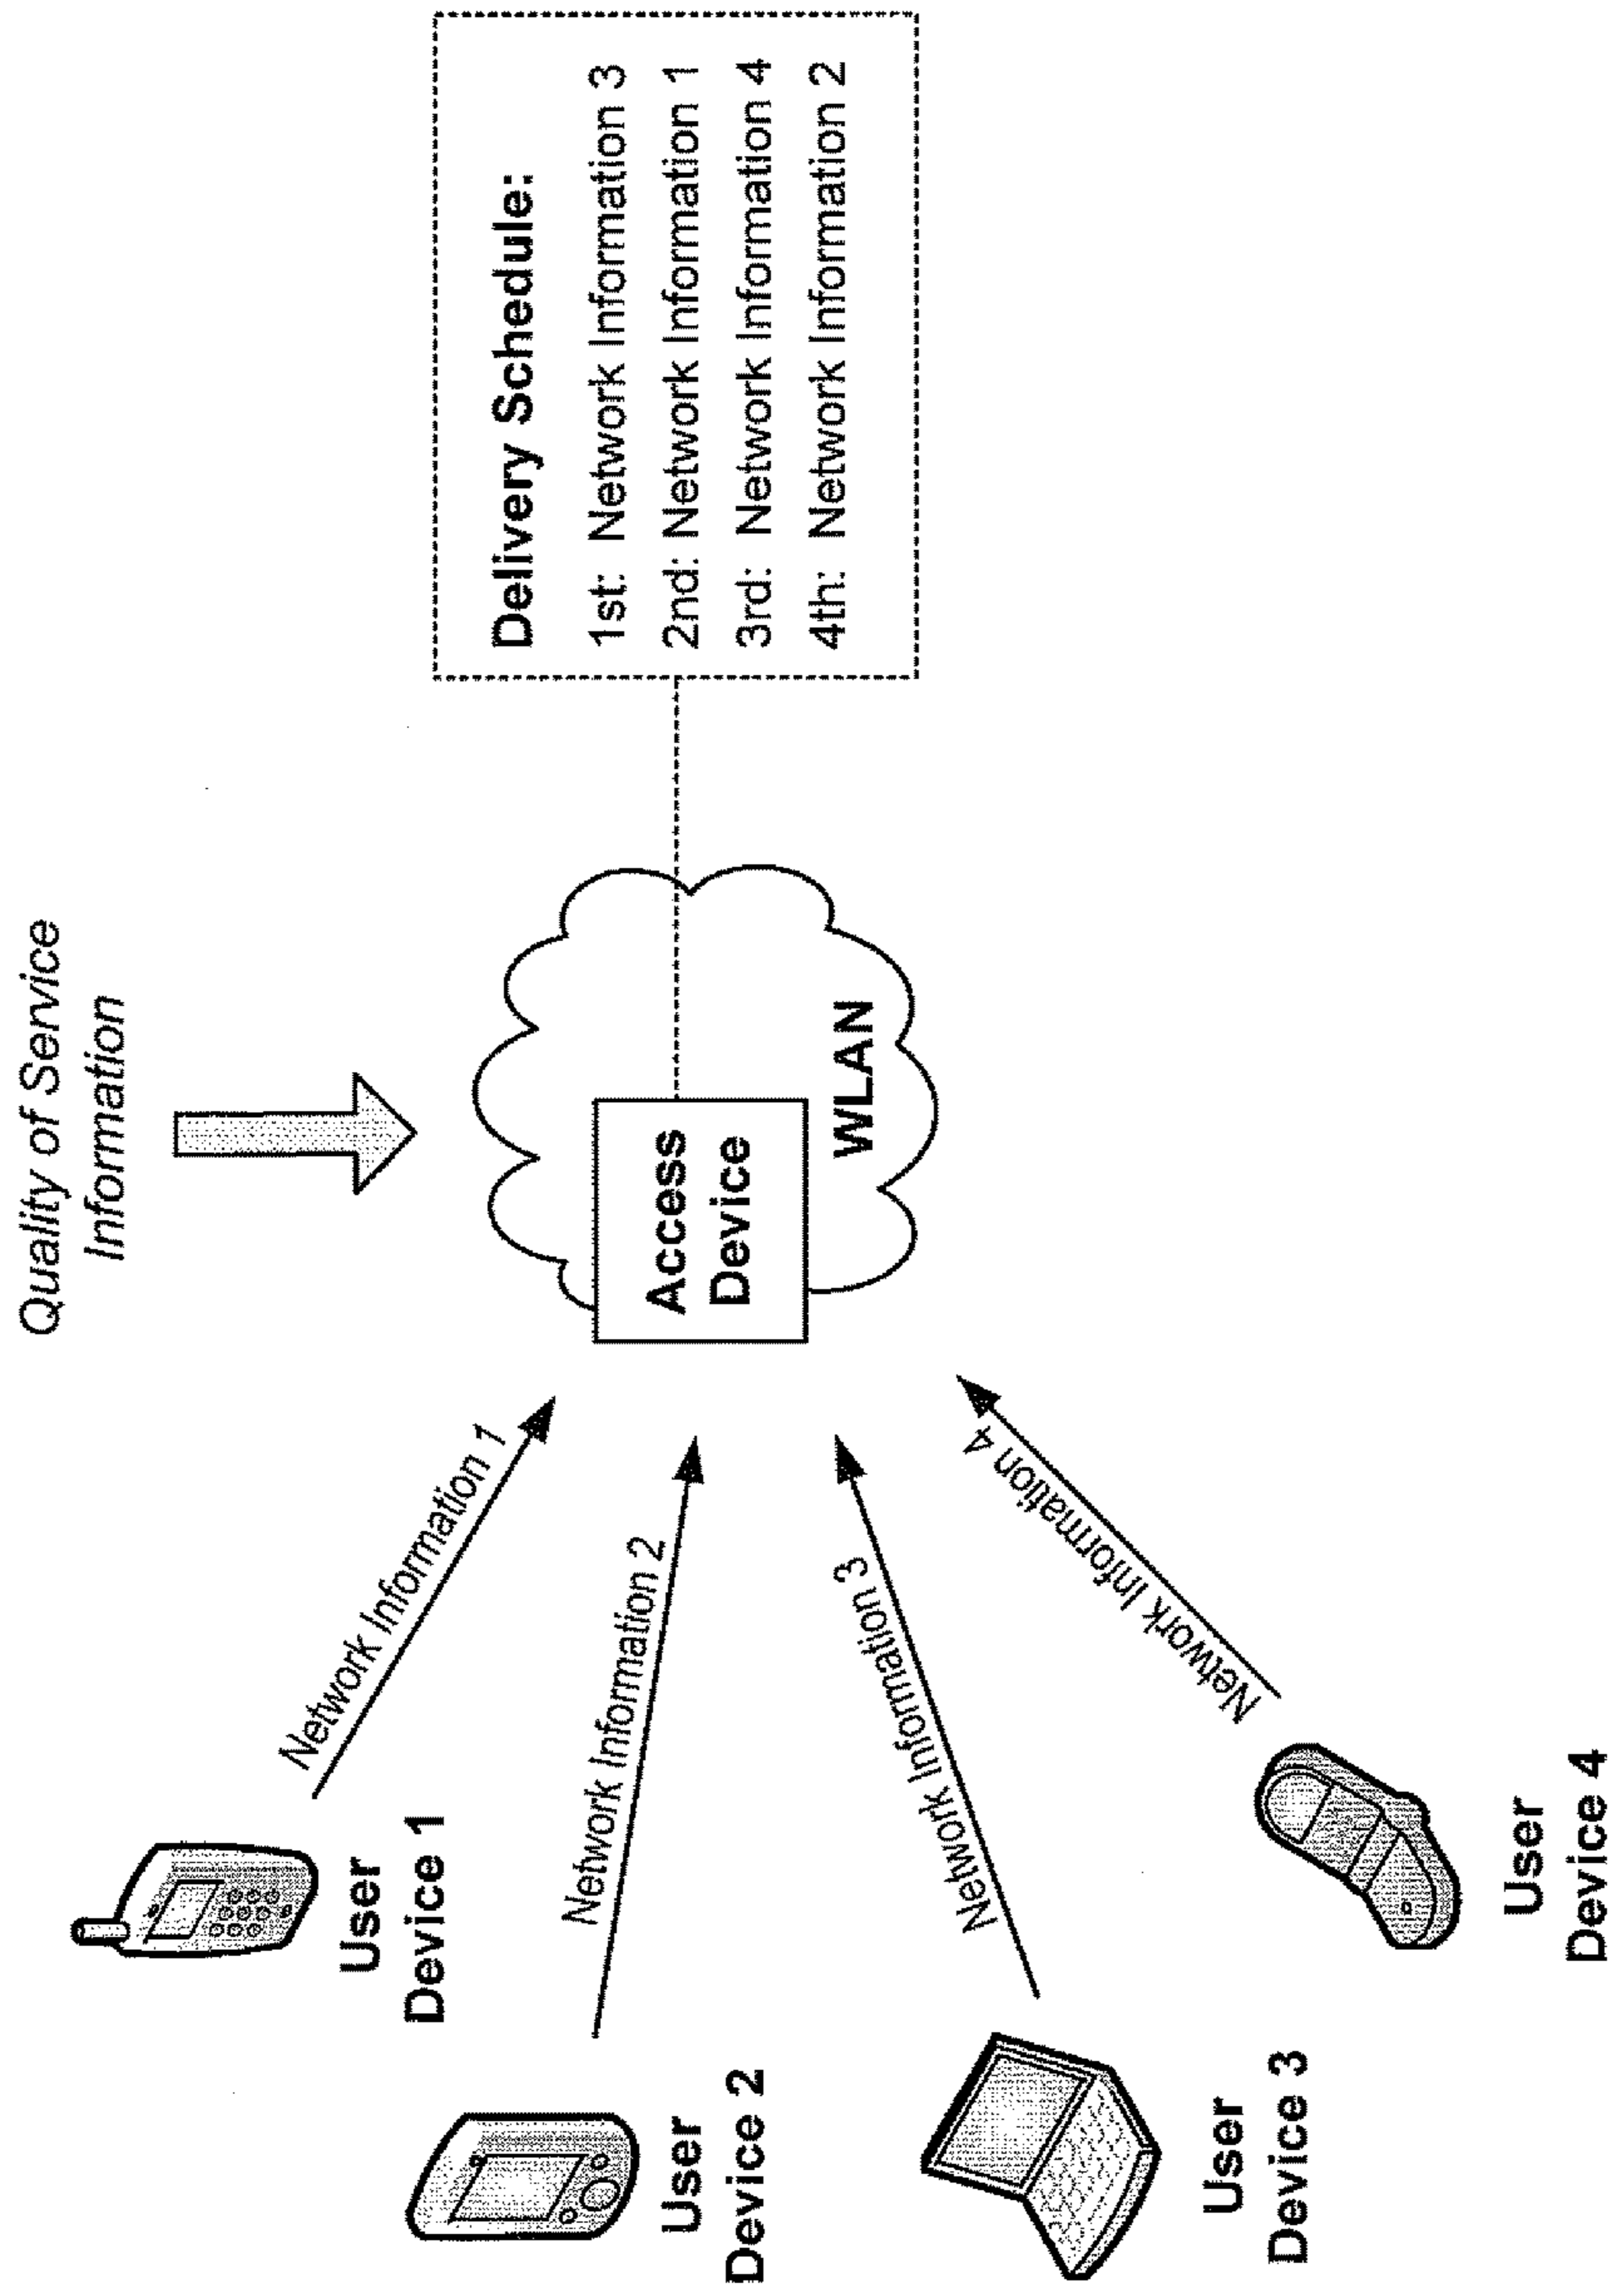 Quality of Service
Information
User
Device 1
Network Information 1
User
Device 2
Network Information 2
User
Device 3
Network Information 3
User
Device 4
Network Information 4
Access
Device
WLAN
Delivery Schedule:
1st: Network Information 3
2nd: Network Information 1
3rd: Network Information 4
4th: Network Information 2